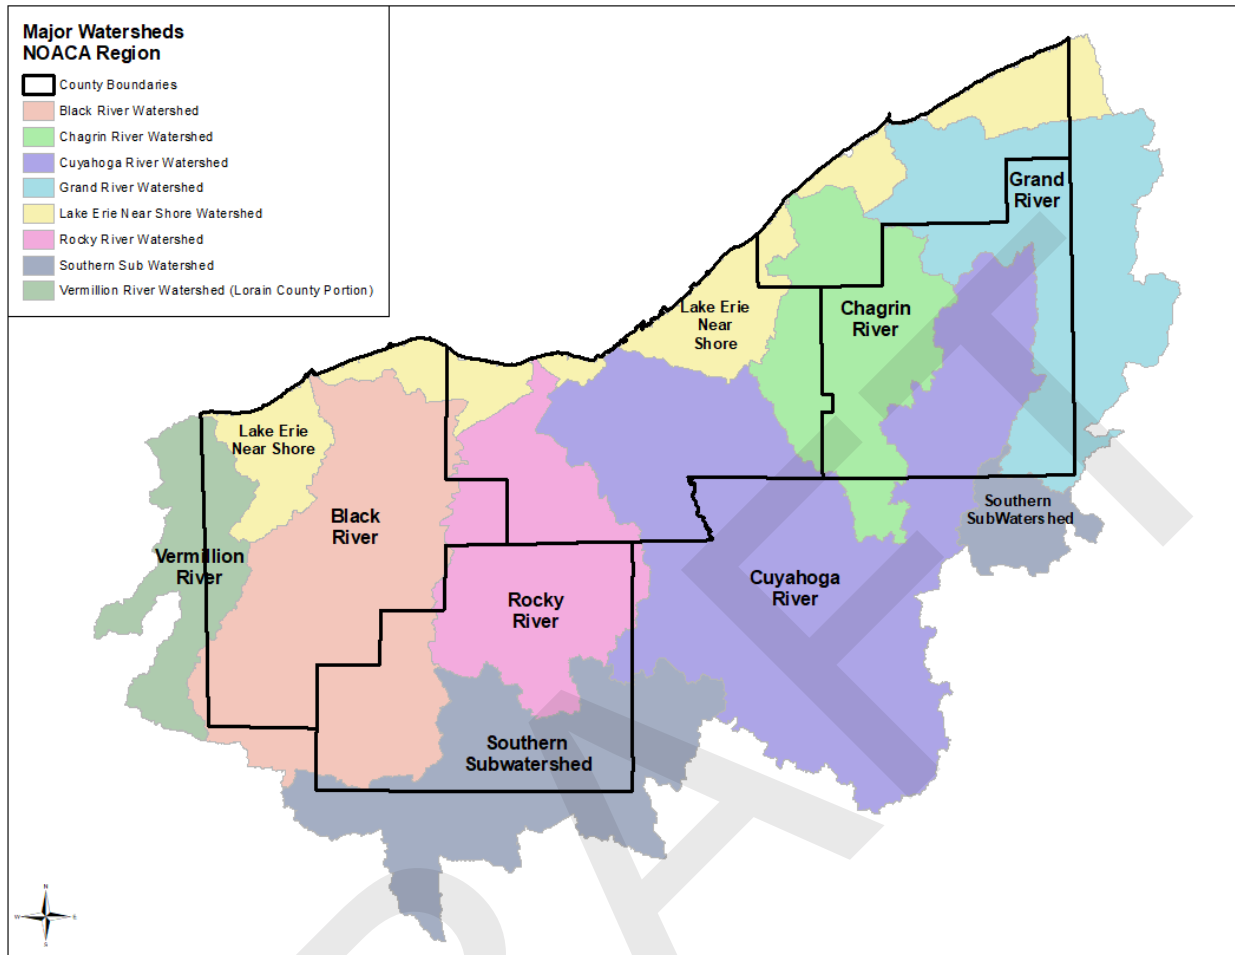 Major Watersheds
NOACA Region
County Boundaries
Black River Watershed
Chagrin River Watershed
Cuyahoga River Watershed
Grand River Watershed
Lake Erie Near Shore Watershed
Rocky River Watershed
Southern Sub Watershed
Vermillion River Watershed (Lorain County Portion)
Grand
River
Lake Erie
Near
Shore
Chagrin
River
Lake Erie
Near Shore
Black
River
Southern
SubWatershed
Vermillion
River
Cuyahoga
River
Rocky
River
Southern
Subwatershed
N
W
E
S